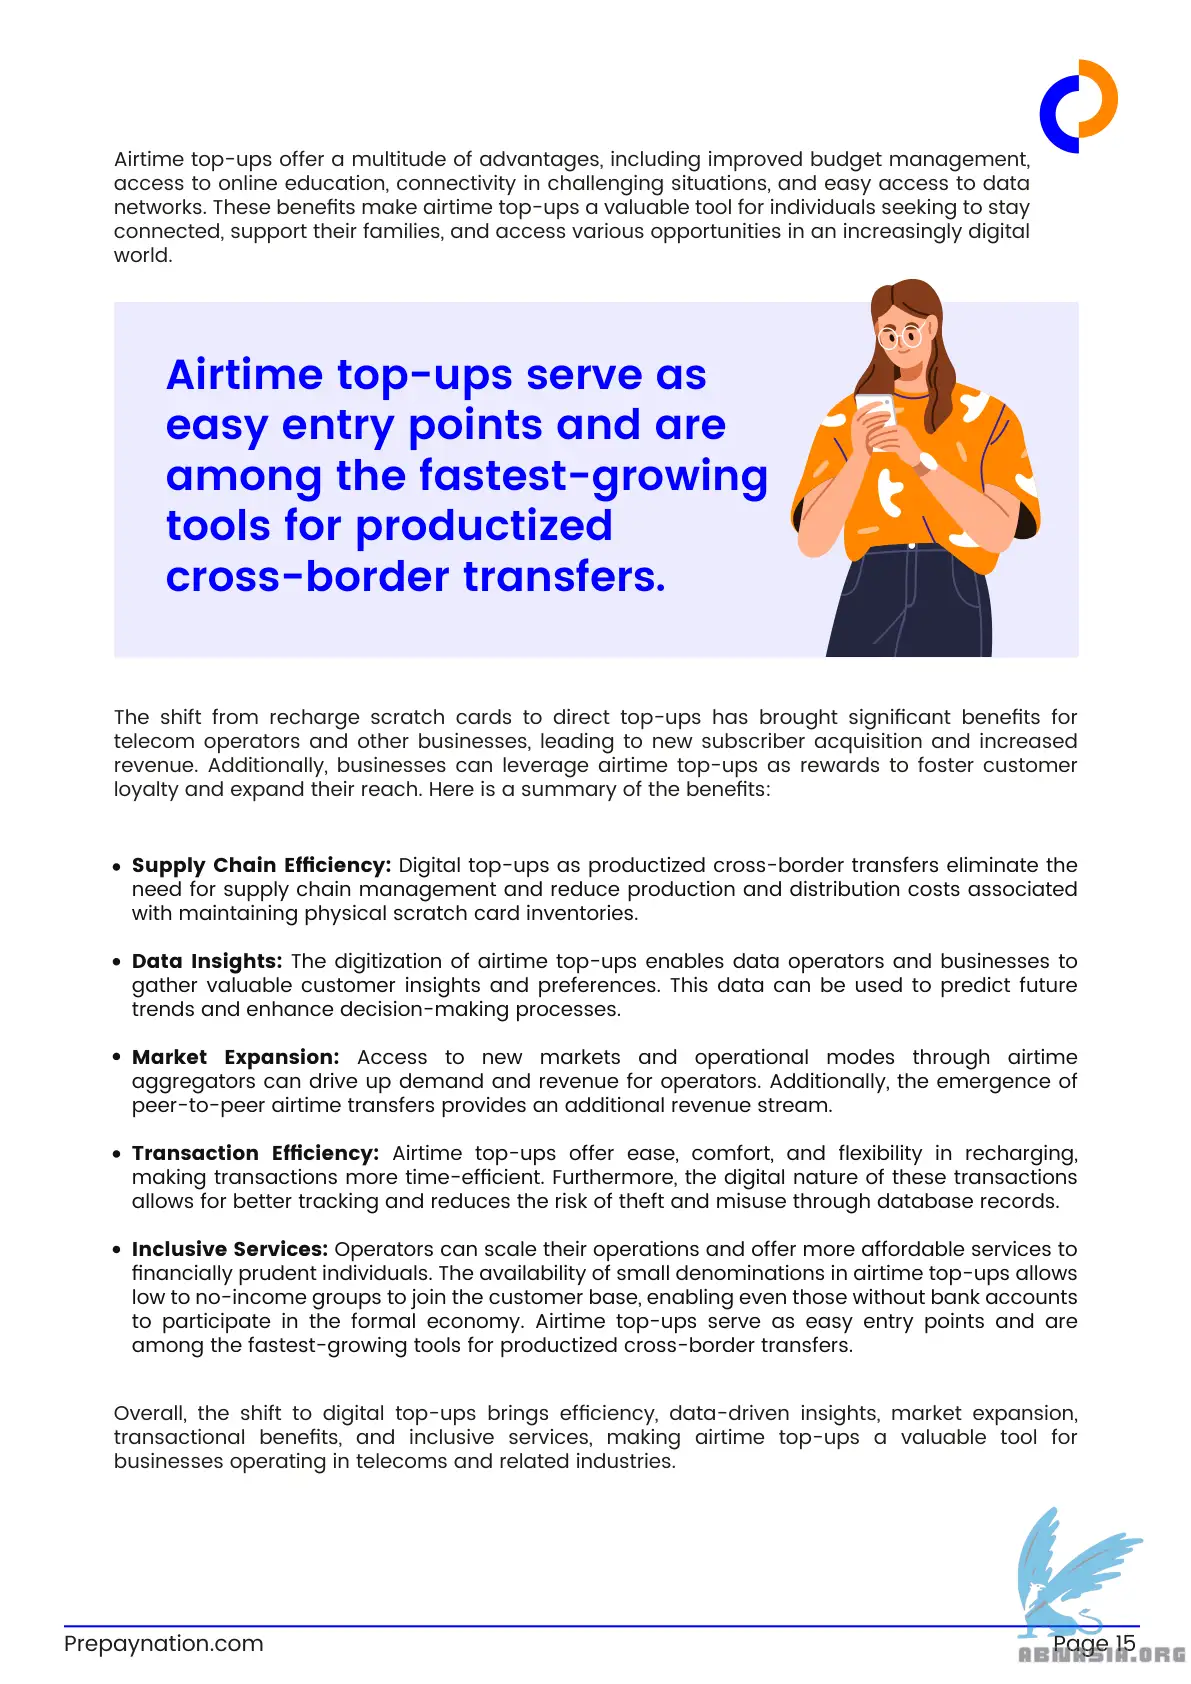 Airtime top-ups offer a multitude of advantages, including improved budget management,
access to online education, connectivity in challenging situations, and easy access to data
networks. These benefits make airtime top-ups a valuable tool for individuals seeking to stay
connected, support their families, and access various opportunities in an increasingly digital
world.
Airtime top-ups serve as
easy entry points and are
among the fastest-growing
tools for productized
cross-border transfers.
The shift from recharge scratch cards to direct top-ups has brought significant benefits for
telecom operators and other businesses, leading to new subscriber acquisition and increased
revenue. Additionally, businesses can leverage airtime top-ups as rewards to foster customer
loyalty and expand their reach. Here is a summary of the benefits:
• Supply Chain Efficiency: Digital top-ups as productized cross-border transfers eliminate the
need for supply chain management and reduce production and distribution costs associated
with maintaining physical scratch card inventories.
• Data Insights: The digitization of airtime top-ups enables data operators and businesses to
gather valuable customer insights and preferences. This data can be used to predict future
trends and enhance decision-making processes.
• Market Expansion: Access to new markets and operational modes through airtime
aggregators can drive up demand and revenue for operators. Additionally, the emergence of
peer-to-peer airtime transfers provides an additional revenue stream.
• Transaction Efficiency: Airtime top-ups offer ease, comfort, and flexibility in recharging,
making transactions more time-efficient. Furthermore, the digital nature of these transactions
allows for better tracking and reduces the risk of theft and misuse through database records.
• Inclusive Services: Operators can scale their operations and offer more affordable services to
financially prudent individuals. The availability of small denominations in airtime top-ups allows
low to no-income groups to join the customer base, enabling even those without bank accounts
to participate in the formal economy. Airtime top-ups serve as easy entry points and are
among the fastest-growing tools for productized cross-border transfers.
Overall, the shift to digital top-ups brings efficiency, data-driven insights, market expansion,
transactional benefits, and inclusive services, making airtime top-ups a valuable tool for
businesses operating in telecoms and related industries.
Prepaynation.com
Page 15
ABNASIA.ORG